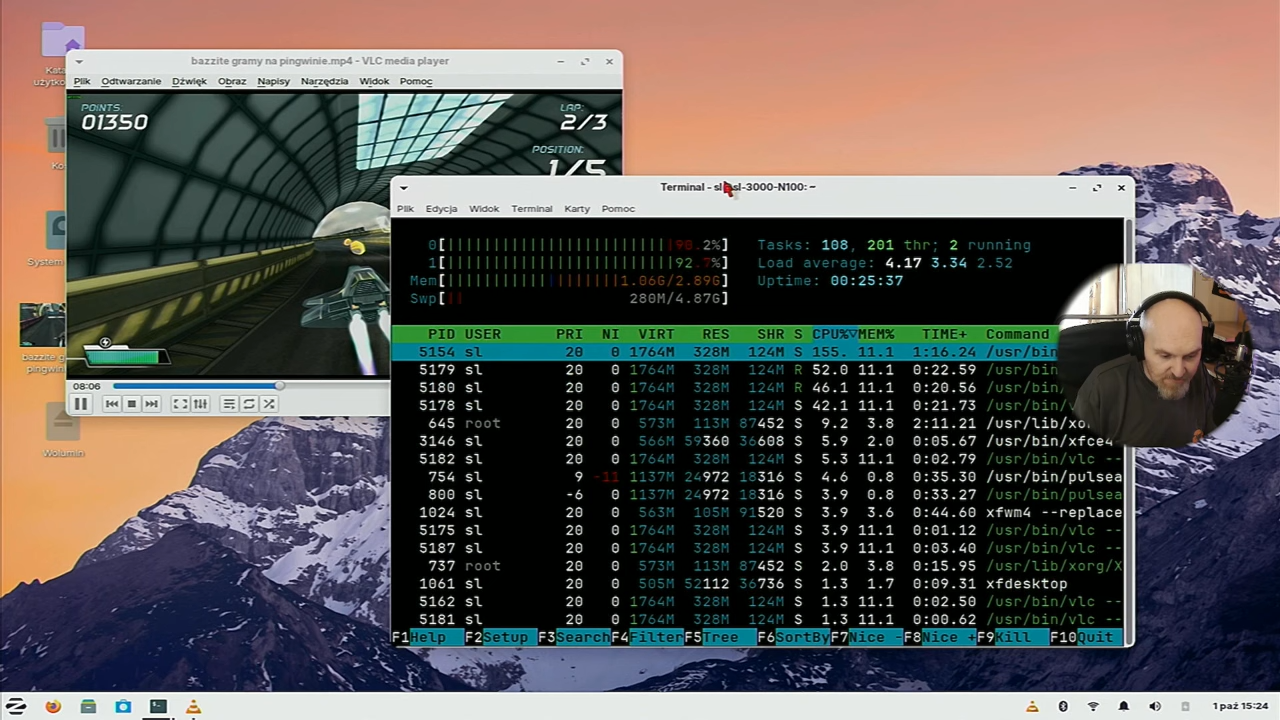 bazzite gramy na pingwinie.mp4 - VLC media player
Plik Odtwarzanie Dźwięk Obraz Napisy Narzędzia Widok Pomoc
POINTS
01350
LAP:
2/3
POSITION:
1/5
08:06
System
Wolumin
Terminal - sl@sl-3000-N100: ~
Plik Edycja Widok Terminal Karty Pomoc
0[ 90.2%] Tasks: 108, 201 thr; 2 running
1[ 92.7%] Load average: 4.17 3.34 2.52
Mem[ 1.06G/2.89G] Uptime: 00:25:37
Swp[ 280M/4.87G]
PID USER PRI NI VIRT RES SHR S CPU%▽MEM% TIME+ Command
5154 sl 20 0 1764M 328M 124M S 155. 11.1 1:16.24 /usr/bin
5179 sl 20 0 1764M 328M 124M R 52.0 11.1 0:22.59 /usr/bin
5180 sl 20 0 1764M 328M 124M R 46.1 11.1 0:20.56 /usr/bin
5178 sl 20 0 1764M 328M 124M S 42.1 11.1 0:21.73 /usr/bin/v
645 root 20 0 573M 113M 87452 S 9.2 3.8 2:11.21 /usr/lib/xo
3146 sl 20 0 566M 59360 36608 S 5.9 2.0 0:05.67 /usr/bin/xfce4
5182 sl 20 0 1764M 328M 124M S 5.3 11.1 0:02.79 /usr/bin/vlc --
754 sl 9 -11 1137M 24972 18316 S 4.6 0.8 0:35.30 /usr/bin/pulsea
800 sl -6 0 1137M 24972 18316 S 3.9 0.8 0:33.27 /usr/bin/pulsea
1024 sl 20 0 563M 105M 91520 S 3.9 3.6 0:44.60 xfwm4 --replace
5175 sl 20 0 1764M 328M 124M S 3.9 11.1 0:01.12 /usr/bin/vlc --
5187 sl 20 0 1764M 328M 124M S 3.9 11.1 0:03.40 /usr/bin/vlc --
737 root 20 0 573M 113M 87452 S 2.0 3.8 0:15.95 /usr/lib/xorg/X
1061 sl 20 0 505M 52112 36736 S 1.3 1.7 0:09.31 xfdesktop
5162 sl 20 0 1764M 328M 124M S 1.3 11.1 0:02.50 /usr/bin/vlc --
5181 sl 20 0 1764M 328M 124M S 1.3 11.1 0:00.62 /usr/bin/vlc --
F1Help F2Setup F3SearchF4FilterF5Tree F6SortByF7Nice -F8Nice +F9Kill F10Quit
1 paź 15:24